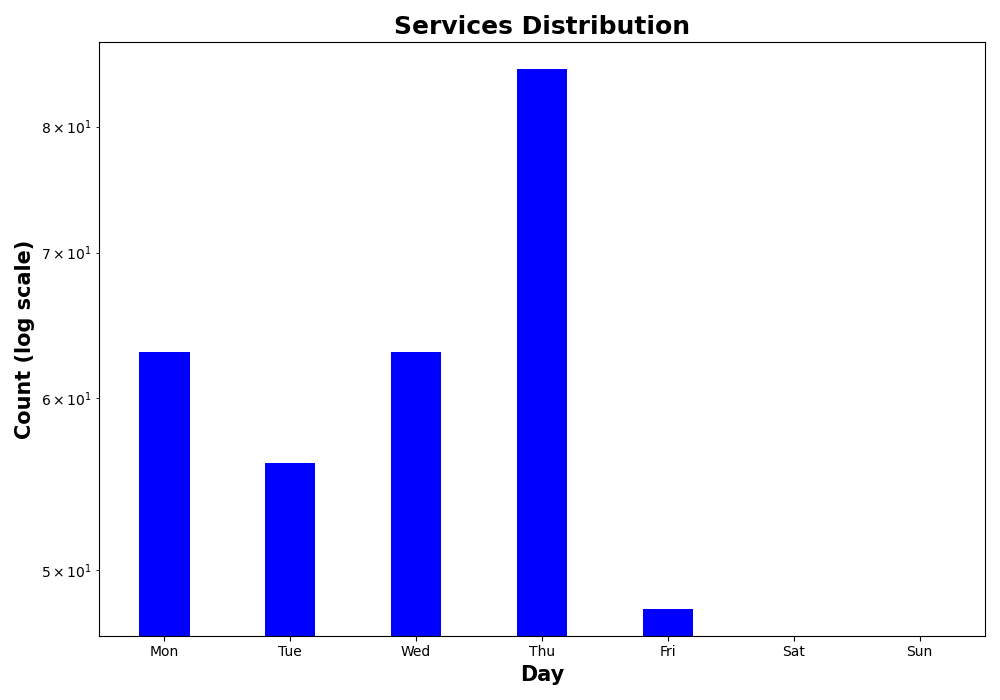 Services Distribution
Count (log scale)
8 × 10¹
7 × 10¹
6 × 10¹
5 × 10¹
Mon Tue Wed Thu Fri Sat Sun
Day